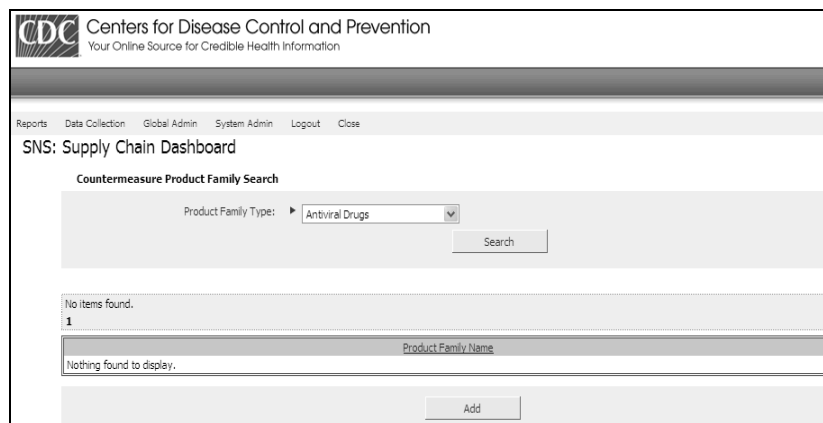 CDC Centers for Disease Control and Prevention
Your Online Source for Credible Health Information
Reports Data Collection Global Admin System Admin Logout Close
SNS: Supply Chain Dashboard
Countermeasure Product Family Search
Product Family Type: Antiviral Drugs
Search
No items found.
1
Product Family Name
Nothing found to display.
Add